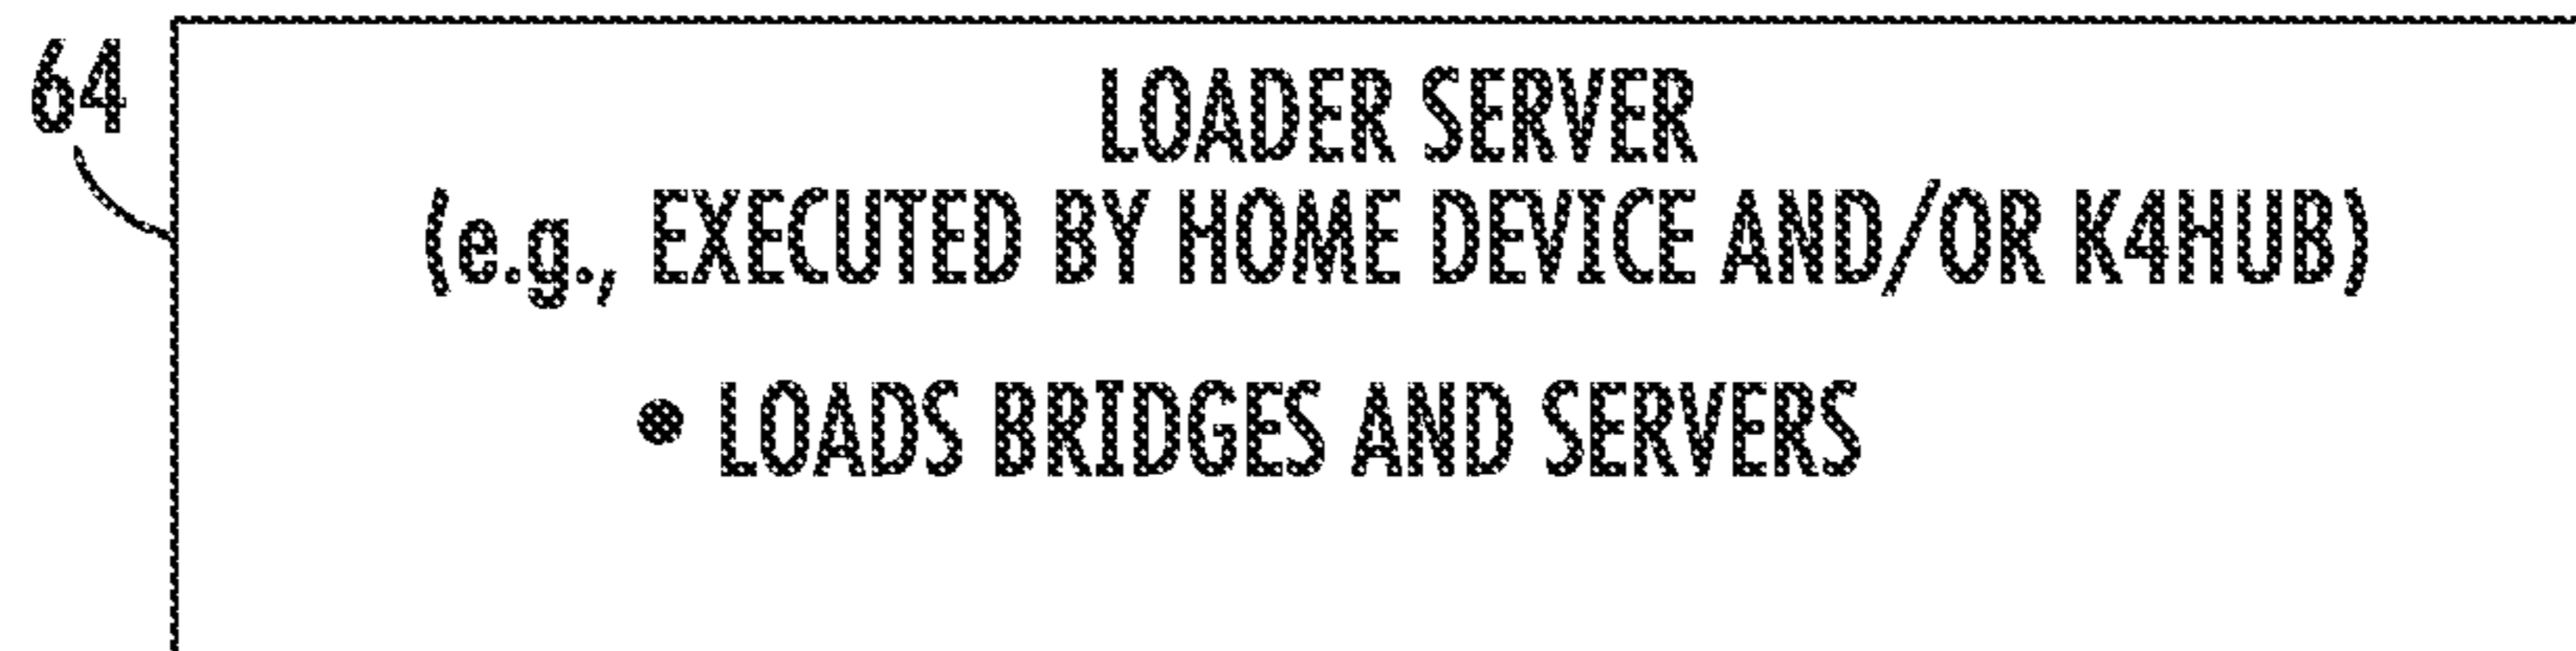 64
LOADER SERVER
(e.g., EXECUTED BY HOME DEVICE AND/OR K4HUB)
• LOADS BRIDGES AND SERVERS